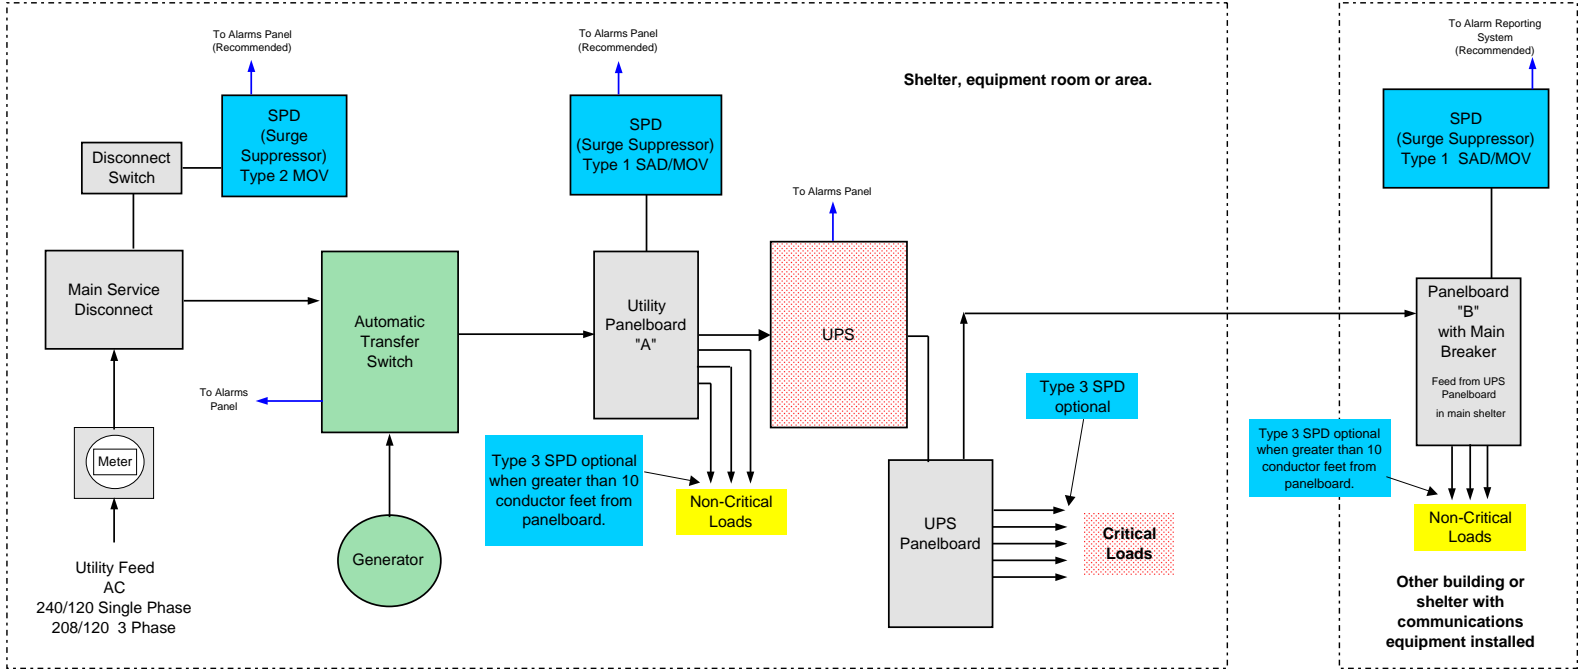 To Alarms Panel
(Recommended)
SPD
(Surge
Suppressor)
Type 2 MOV
Disconnect
Switch
Main Service
Disconnect
Meter
Utility Feed
AC
240/120 Single Phase
208/120 3 Phase
Automatic
Transfer
Switch
To Alarms
Panel
Generator
To Alarms Panel
(Recommended)
SPD
(Surge Suppressor)
Type 1 SAD/MOV
Utility
Panelboard
"A"
Type 3 SPD optional
when greater than 10
conductor feet from
panelboard.
Non-Critical
Loads
Shelter, equipment room or area.
To Alarms Panel
UPS
UPS
Panelboard
Type 3 SPD
optional
Critical
Loads
To Alarm Reporting
System
(Recommended)
SPD
(Surge Suppressor)
Type 1 SAD/MOV
Panelboard
"B"
with Main
Breaker
Feed from UPS
Panelboard
in main shelter
Type 3 SPD optional
when greater than 10
conductor feet from
panelboard.
Non-Critical
Loads
Other building or
shelter with
communications
equipment installed